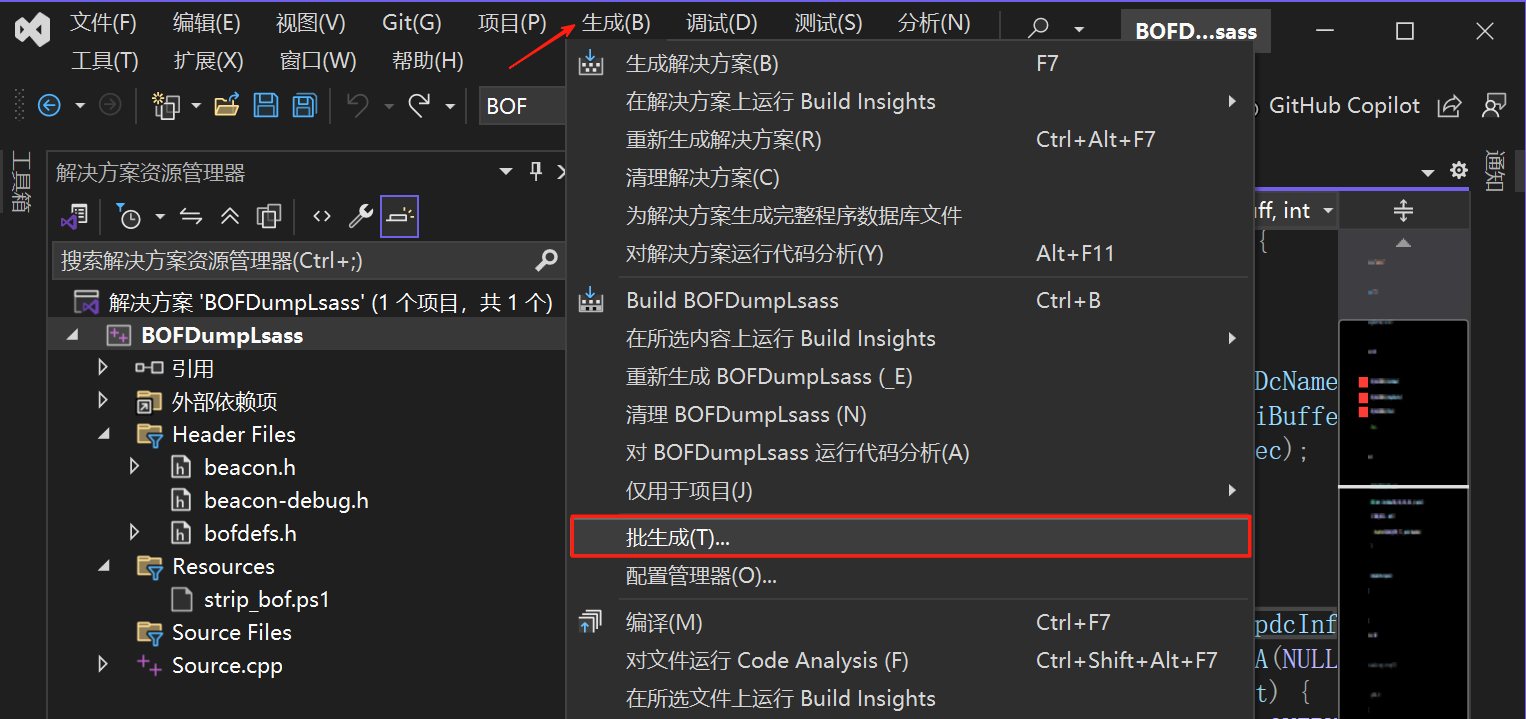 文件(F) 编辑(E) 视图(V) Git(G) 项目(P) 生成(B) 调试(D) 测试(S) 分析(N) BOFD...sass
工具(T) 扩展(X) 窗口(W) 帮助(H)
BOF
GitHub Copilot
工具箱
通知
解决方案资源管理器
搜索解决方案资源管理器(Ctrl+;)
解决方案 'BOFDumpLsass' (1 个项目，共 1 个)
BOFDumpLsass
引用
外部依赖项
Header Files
beacon.h
beacon-debug.h
bofdefs.h
Resources
strip_bof.ps1
Source Files
Source.cpp
生成解决方案(B) F7
在解决方案上运行 Build Insights
重新生成解决方案(R) Ctrl+Alt+F7
清理解决方案(C)
为解决方案生成完整程序数据库文件
对解决方案运行代码分析(Y) Alt+F11
Build BOFDumpLsass Ctrl+B
在所选内容上运行 Build Insights
重新生成 BOFDumpLsass (_E)
清理 BOFDumpLsass (N)
对 BOFDumpLsass 运行代码分析(A)
仅用于项目(J)
批生成(T)...
配置管理器(O)...
编译(M) Ctrl+F7
对文件运行 Code Analysis (F) Ctrl+Shift+Alt+F7
在所选文件上运行 Build Insights
ff, int
{
DcName
iBuffe
ec);
pdcInf
A(NULL
t) {